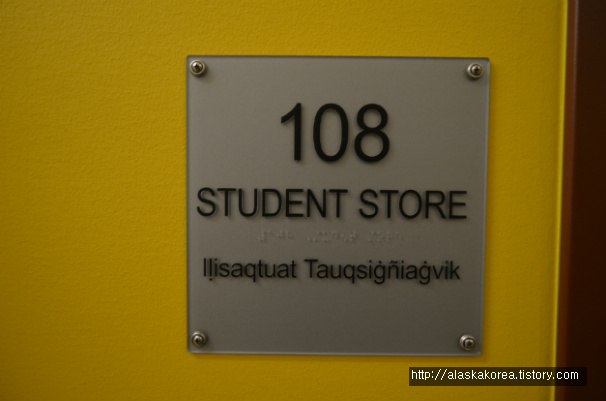 108
STUDENT STORE
Iḷisaqtuat Tauqsiġñiaġvik
http://alaskakorea.tistory.com